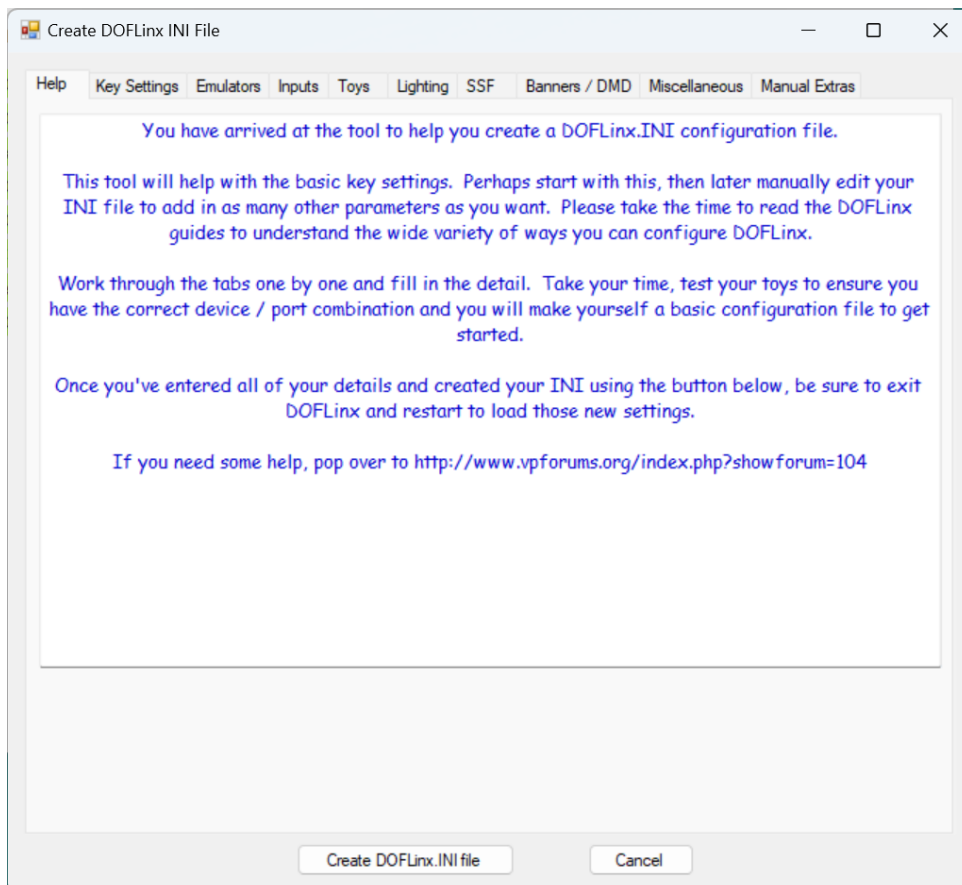 Create DOFLinx INI File
Help Key Settings Emulators Inputs Toys Lighting SSF Banners / DMD Miscellaneous Manual Extras
You have arrived at the tool to help you create a DOFLinx.INI configuration file.
This tool will help with the basic key settings. Perhaps start with this, then later manually edit your
INI file to add in as many other parameters as you want. Please take the time to read the DOFLinx
guides to understand the wide variety of ways you can configure DOFLinx.
Work through the tabs one by one and fill in the detail. Take your time, test your toys to ensure you
have the correct device / port combination and you will make yourself a basic configuration file to get
started.
Once you've entered all of your details and created your INI using the button below, be sure to exit
DOFLinx and restart to load those new settings.
If you need some help, pop over to http://www.vpforums.org/index.php?showforum=104
Create DOFLinx.INI file Cancel